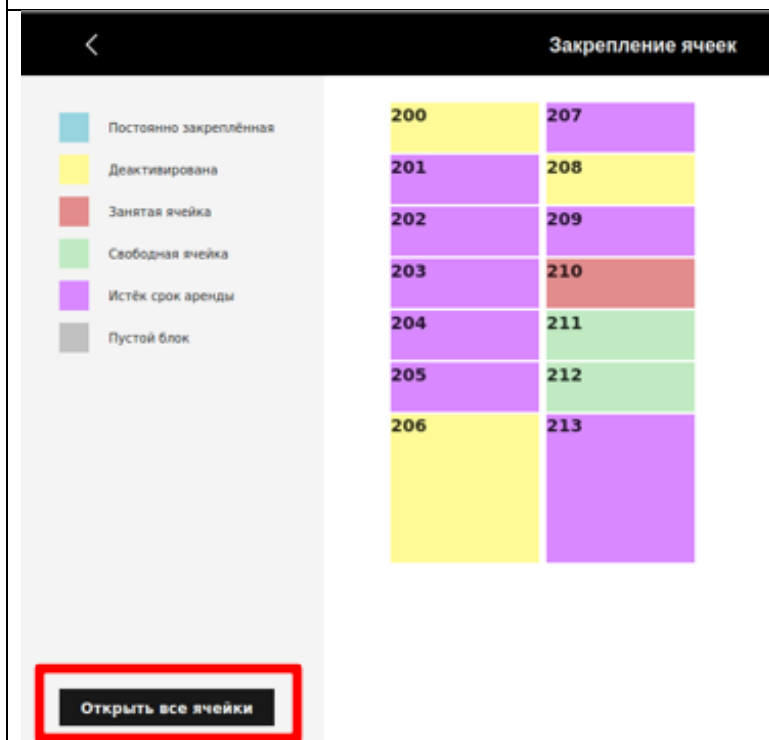 Закрепление ячеек
Постоянно закреплённая
Деактивирована
Занятая ячейка
Свободная ячейка
Истёк срок аренды
Пустой блок
200 207
201 208
202 209
203 210
204 211
205 212
206 213
Открыть все ячейки